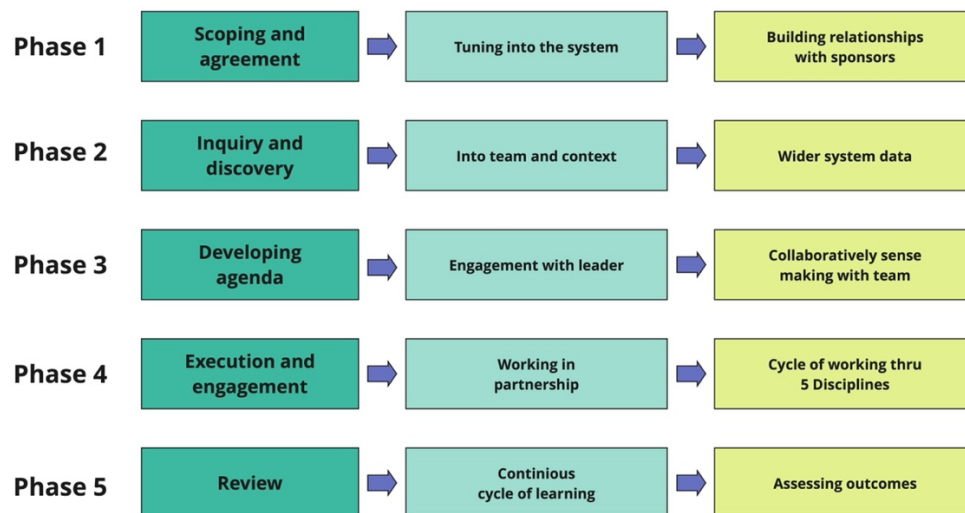 Phase 1
Scoping and
agreement
Tuning into the system
Building relationships
with sponsors
Phase 2
Inquiry and
discovery
Into team and context
Wider system data
Phase 3
Developing
agenda
Engagement with leader
Collaboratively sense
making with team
Phase 4
Execution and
engagement
Working in
partnership
Cycle of working thru
5 Disciplines
Phase 5
Review
Continious
cycle of learning
Assessing outcomes